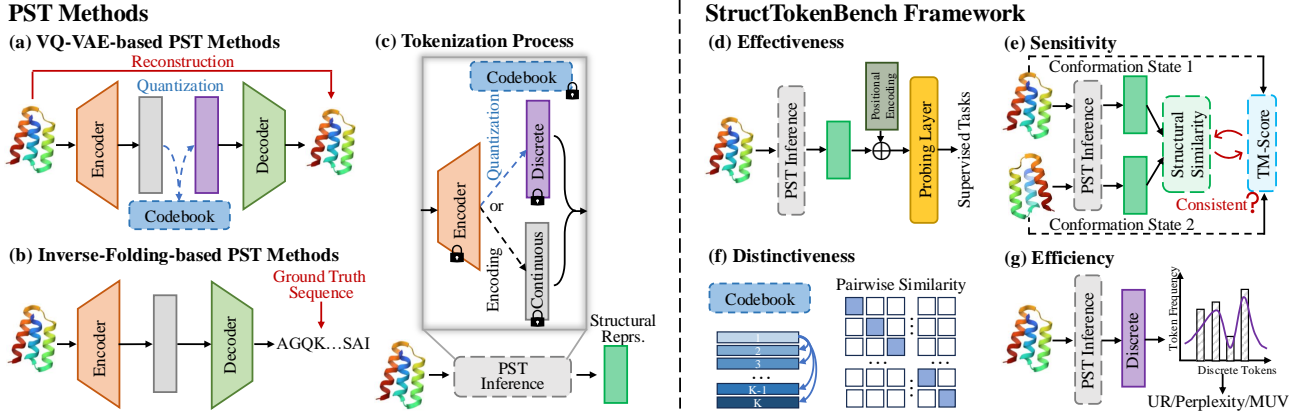 PST Methods
(a) VQ-VAE-based PST Methods
Reconstruction
Quantization
Encoder
Decoder
Codebook
(b) Inverse-Folding-based PST Methods
Ground Truth
Sequence
Encoder
Decoder
AGQK…SAI
(c) Tokenization Process
Codebook
Quantization
Discrete
Encoder
or
Encoding
Continuous
Structural
Reprs.
PST
Inference
StructTokenBench Framework
(d) Effectiveness
Positional
Encoding
PST Inference
Probing Layer
Supervised Tasks
(e) Sensitivity
Conformation State 1
PST Inference
Structural
Similarity
TM-Score
Consistent?
Conformation State 2
(f) Distinctiveness
Codebook
Pairwise Similarity
1
2
3
...
K-1
K
(g) Efficiency
PST Inference
Discrete
Token Frequency
Discrete Tokens
UR/Perplexity/MUV